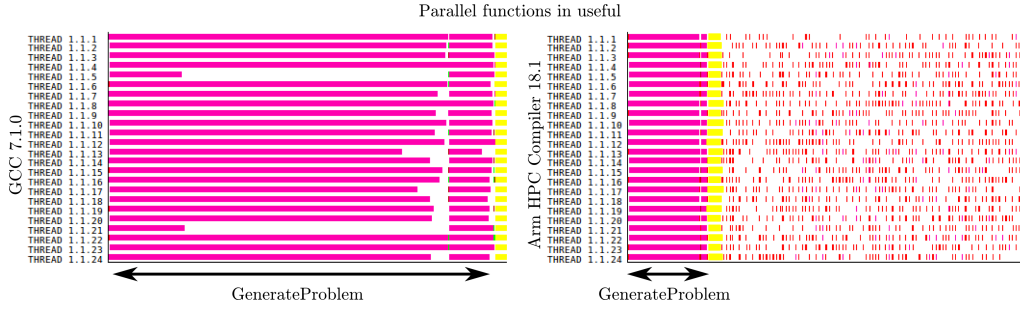 Parallel functions in useful
GCC 7.1.0
THREAD 1.1.1
THREAD 1.1.2
THREAD 1.1.3
THREAD 1.1.4
THREAD 1.1.5
THREAD 1.1.6
THREAD 1.1.7
THREAD 1.1.8
THREAD 1.1.9
THREAD 1.1.10
THREAD 1.1.11
THREAD 1.1.12
THREAD 1.1.13
THREAD 1.1.14
THREAD 1.1.15
THREAD 1.1.16
THREAD 1.1.17
THREAD 1.1.18
THREAD 1.1.19
THREAD 1.1.20
THREAD 1.1.21
THREAD 1.1.22
THREAD 1.1.23
THREAD 1.1.24
GenerateProblem
Arm HPC Compiler 18.1
THREAD 1.1.1
THREAD 1.1.2
THREAD 1.1.3
THREAD 1.1.4
THREAD 1.1.5
THREAD 1.1.6
THREAD 1.1.7
THREAD 1.1.8
THREAD 1.1.9
THREAD 1.1.10
THREAD 1.1.11
THREAD 1.1.12
THREAD 1.1.13
THREAD 1.1.14
THREAD 1.1.15
THREAD 1.1.16
THREAD 1.1.17
THREAD 1.1.18
THREAD 1.1.19
THREAD 1.1.20
THREAD 1.1.21
THREAD 1.1.22
THREAD 1.1.23
THREAD 1.1.24
GenerateProblem